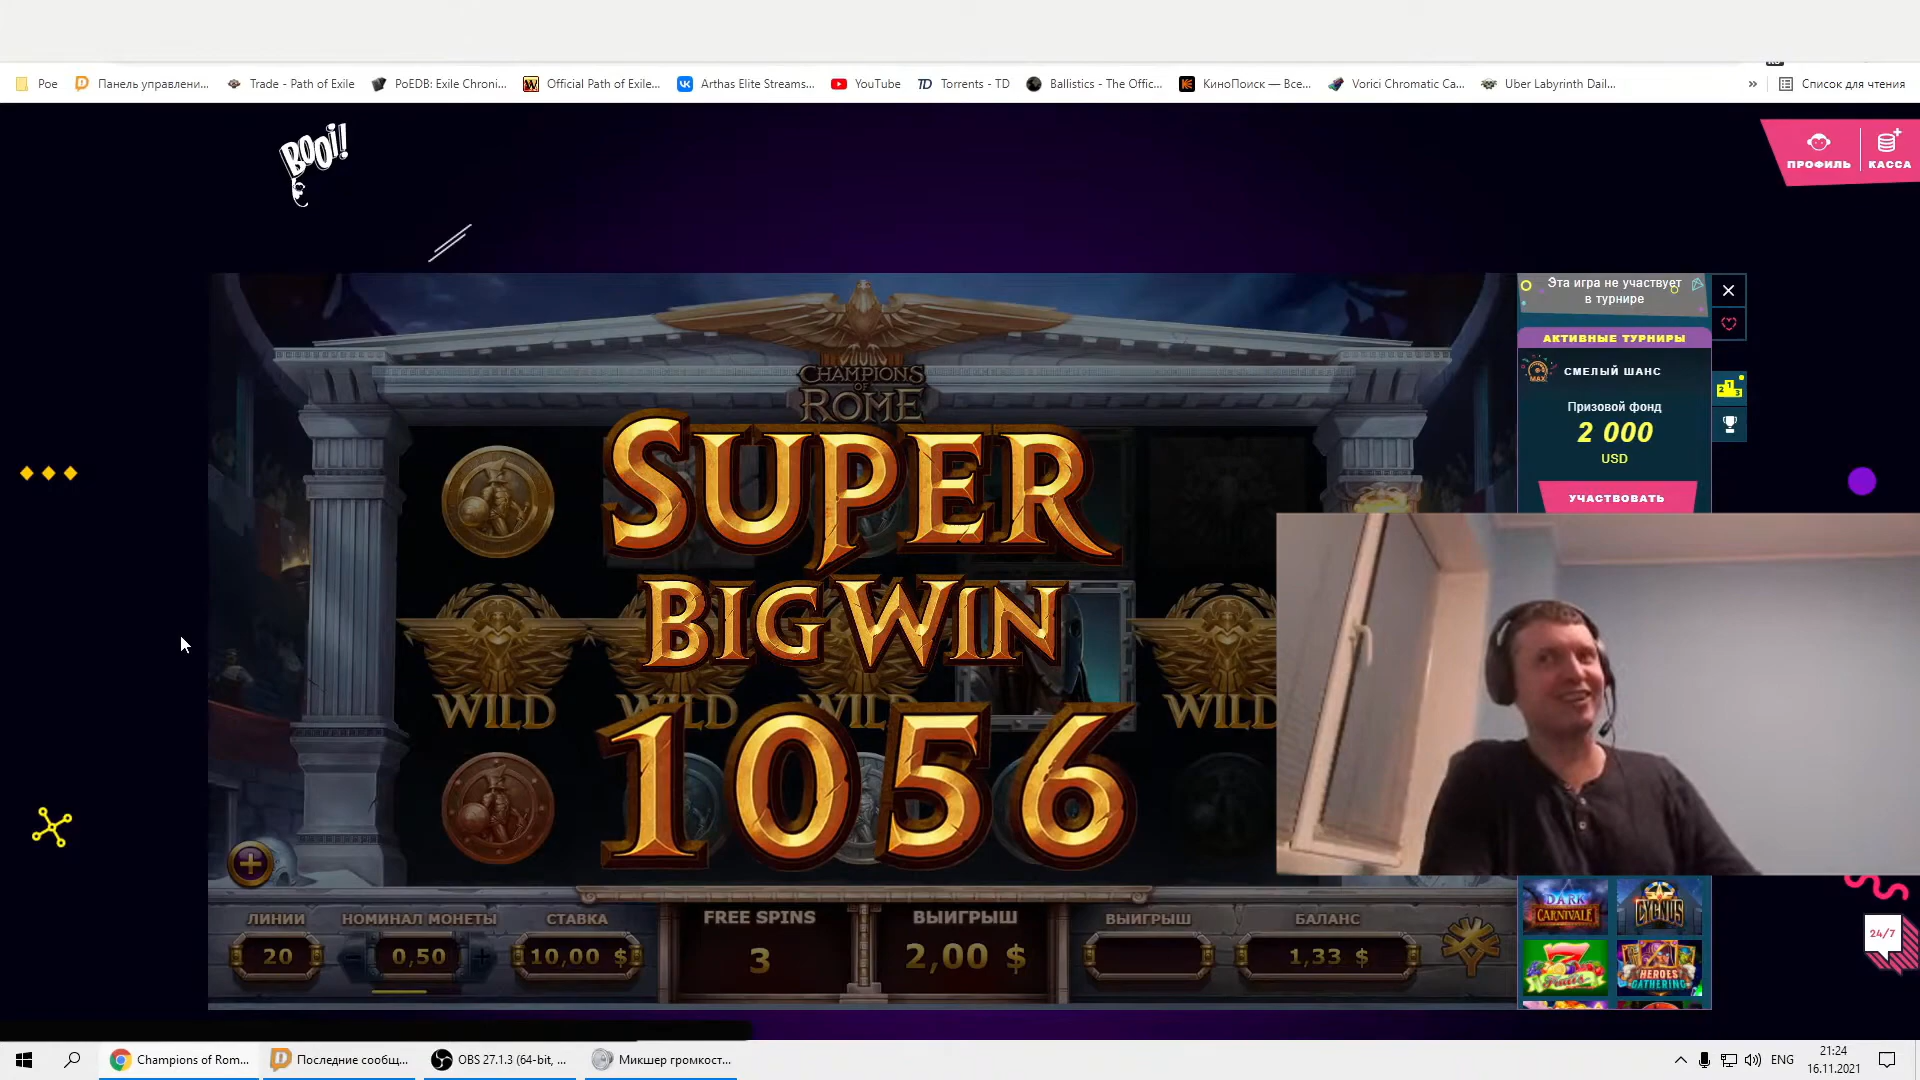 Poe
Панель управлени...
Trade - Path of Exile
PoEDB: Exile Chroni...
Official Path of Exile...
Arthas Elite Streams...
YouTube
Torrents - TD
Ballistics - The Offic...
КиноПоиск — Все...
Vorici Chromatic Ca...
Uber Labyrinth Dail...
»
Список для чтения
BOOI!
ПРОФИЛЬ
КАССА
Эта игра не участвует
в турнире
АКТИВНЫЕ ТУРНИРЫ
MAX
СМЕЛЫЙ ШАНС
Призовой фонд
2 000
USD
УЧАСТВОВАТЬ
CHAMPIONS
OF
ROME
SUPER
BIG WIN
1056
WILD
WILD
WILD
WILD
ЛИНИИ
20
НОМИНАЛ МОНЕТЫ
0,50
СТАВКА
10,00 $
FREE SPINS
3
ВЫИГРЫШ
2,00 $
ВЫИГРЫШ
БАЛАНС
1,33 $
DARK
CARNIVALE
CYGNUS
Fruits
HEROES
GATHERING
24/7
Champions of Rom...
Последние сообщ...
OBS 27.1.3 (64-bit, ...
Микшер громкост...
ENG
21:24
16.11.2021